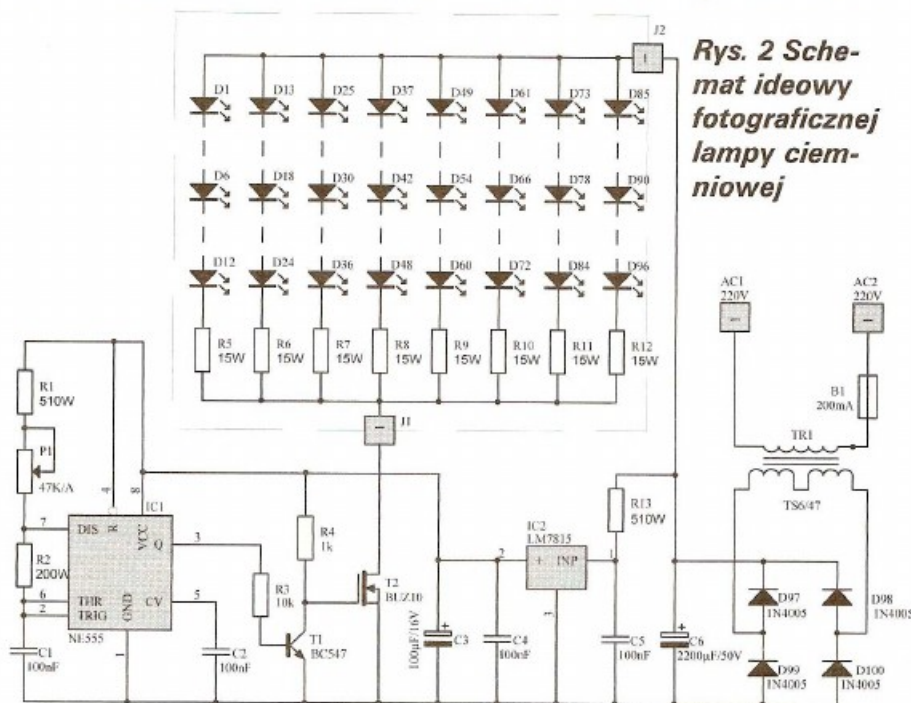 Rys. 2 Sche-
mat ideowy
fotograficznej
lampy ciem-
niowej
J2
D1 D13 D25 D37 D49 D61 D73 D85
D6 D18 D30 D42 D54 D66 D78 D90
D12 D24 D36 D48 D60 D72 D84 D96
R5 R6 R7 R8 R9 R10 R11 R12
15W 15W 15W 15W 15W 15W 15W 15W
J1
AC1
220V
AC2
220V
B1
200mA
TR1
TS6/47
R1
510W
P1
47K/A
4
8
IC1
7
DIS
R
VCC
Q
3
R2
200W
6
THR
2
TRIG
GND
CV
5
NE555
1
C1
100nF
C2
100nF
R3
10k
R4
1k
T1
BC547
T2
BUZ10
100µF/16V
C3
C4
100nF
IC2
LM7815
2
+
INP
1
3
R13
510W
C5
100nF
C6
2200µF/50V
D97
1N4005
D98
1N4005
D99
1N4005
D100
1N4005